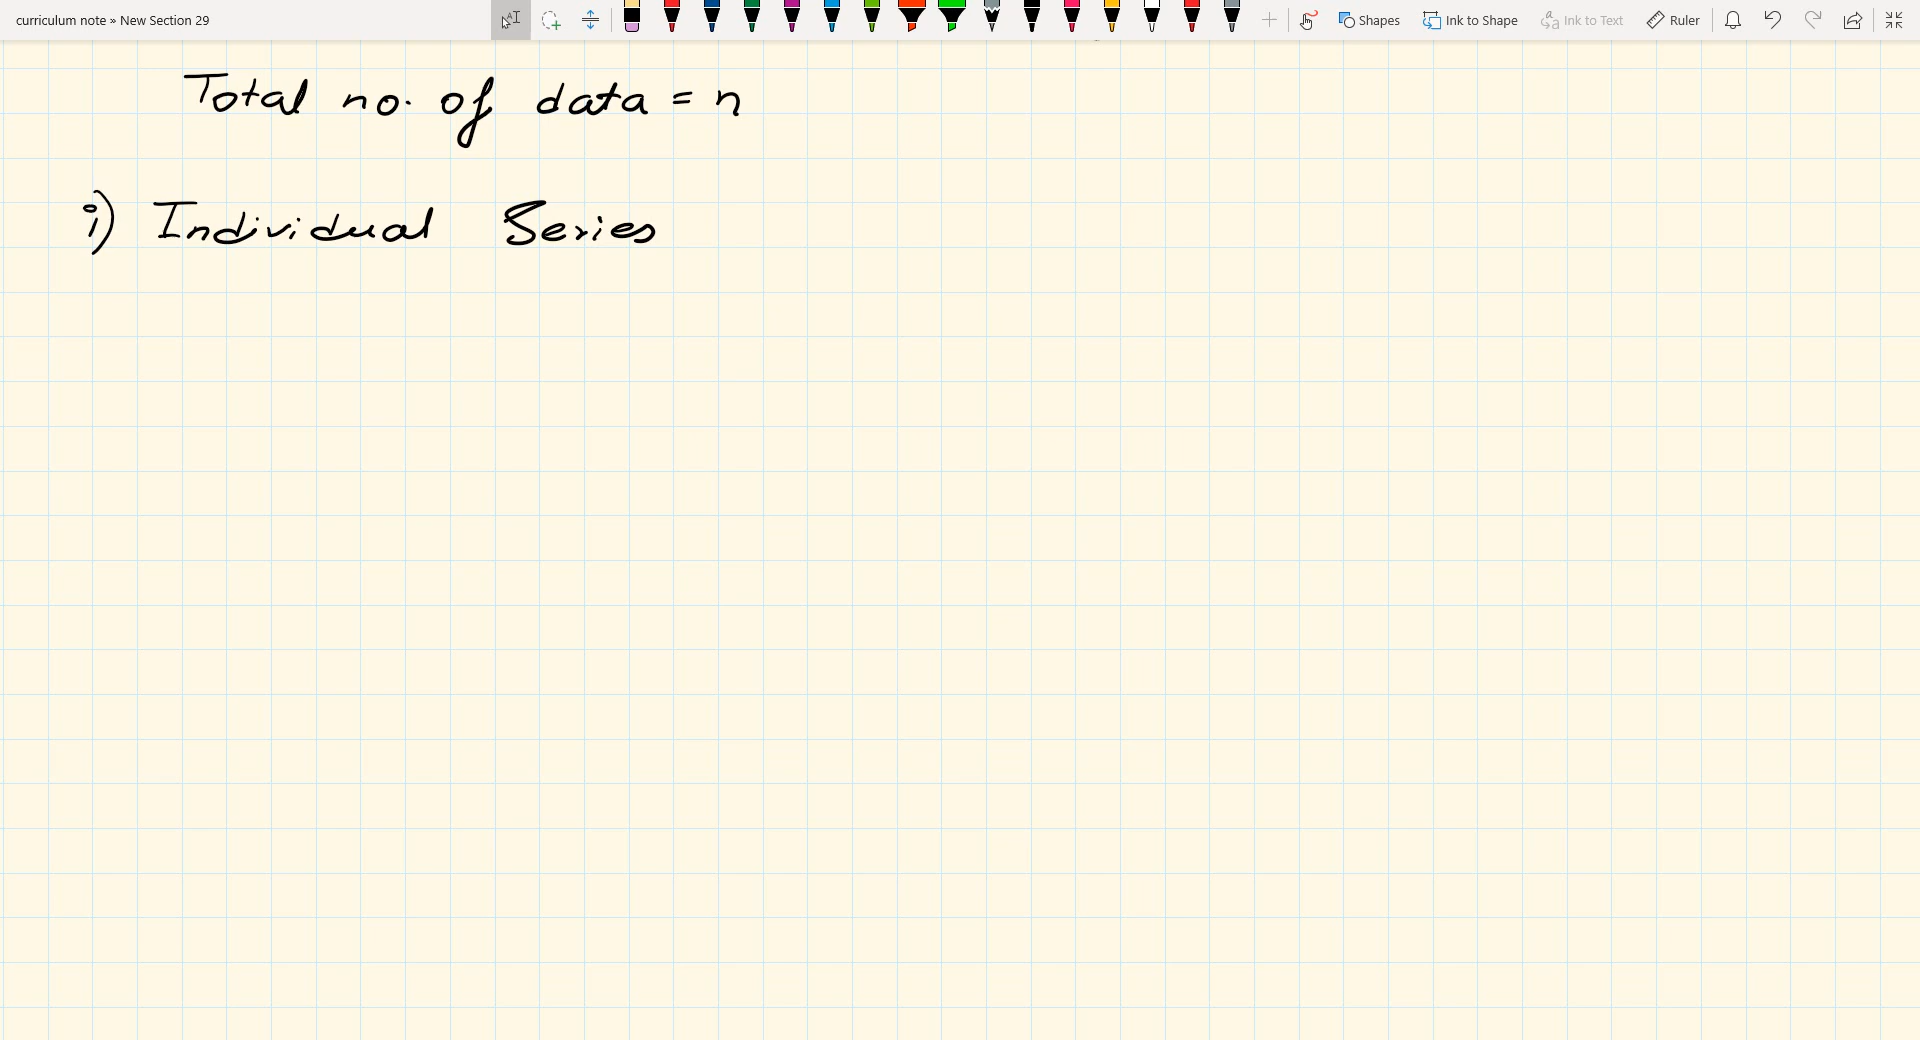 curriculum note » New Section 29
Shapes Ink to Shape Ink to Text Ruler
Total no. of data = n
i) Individual Series